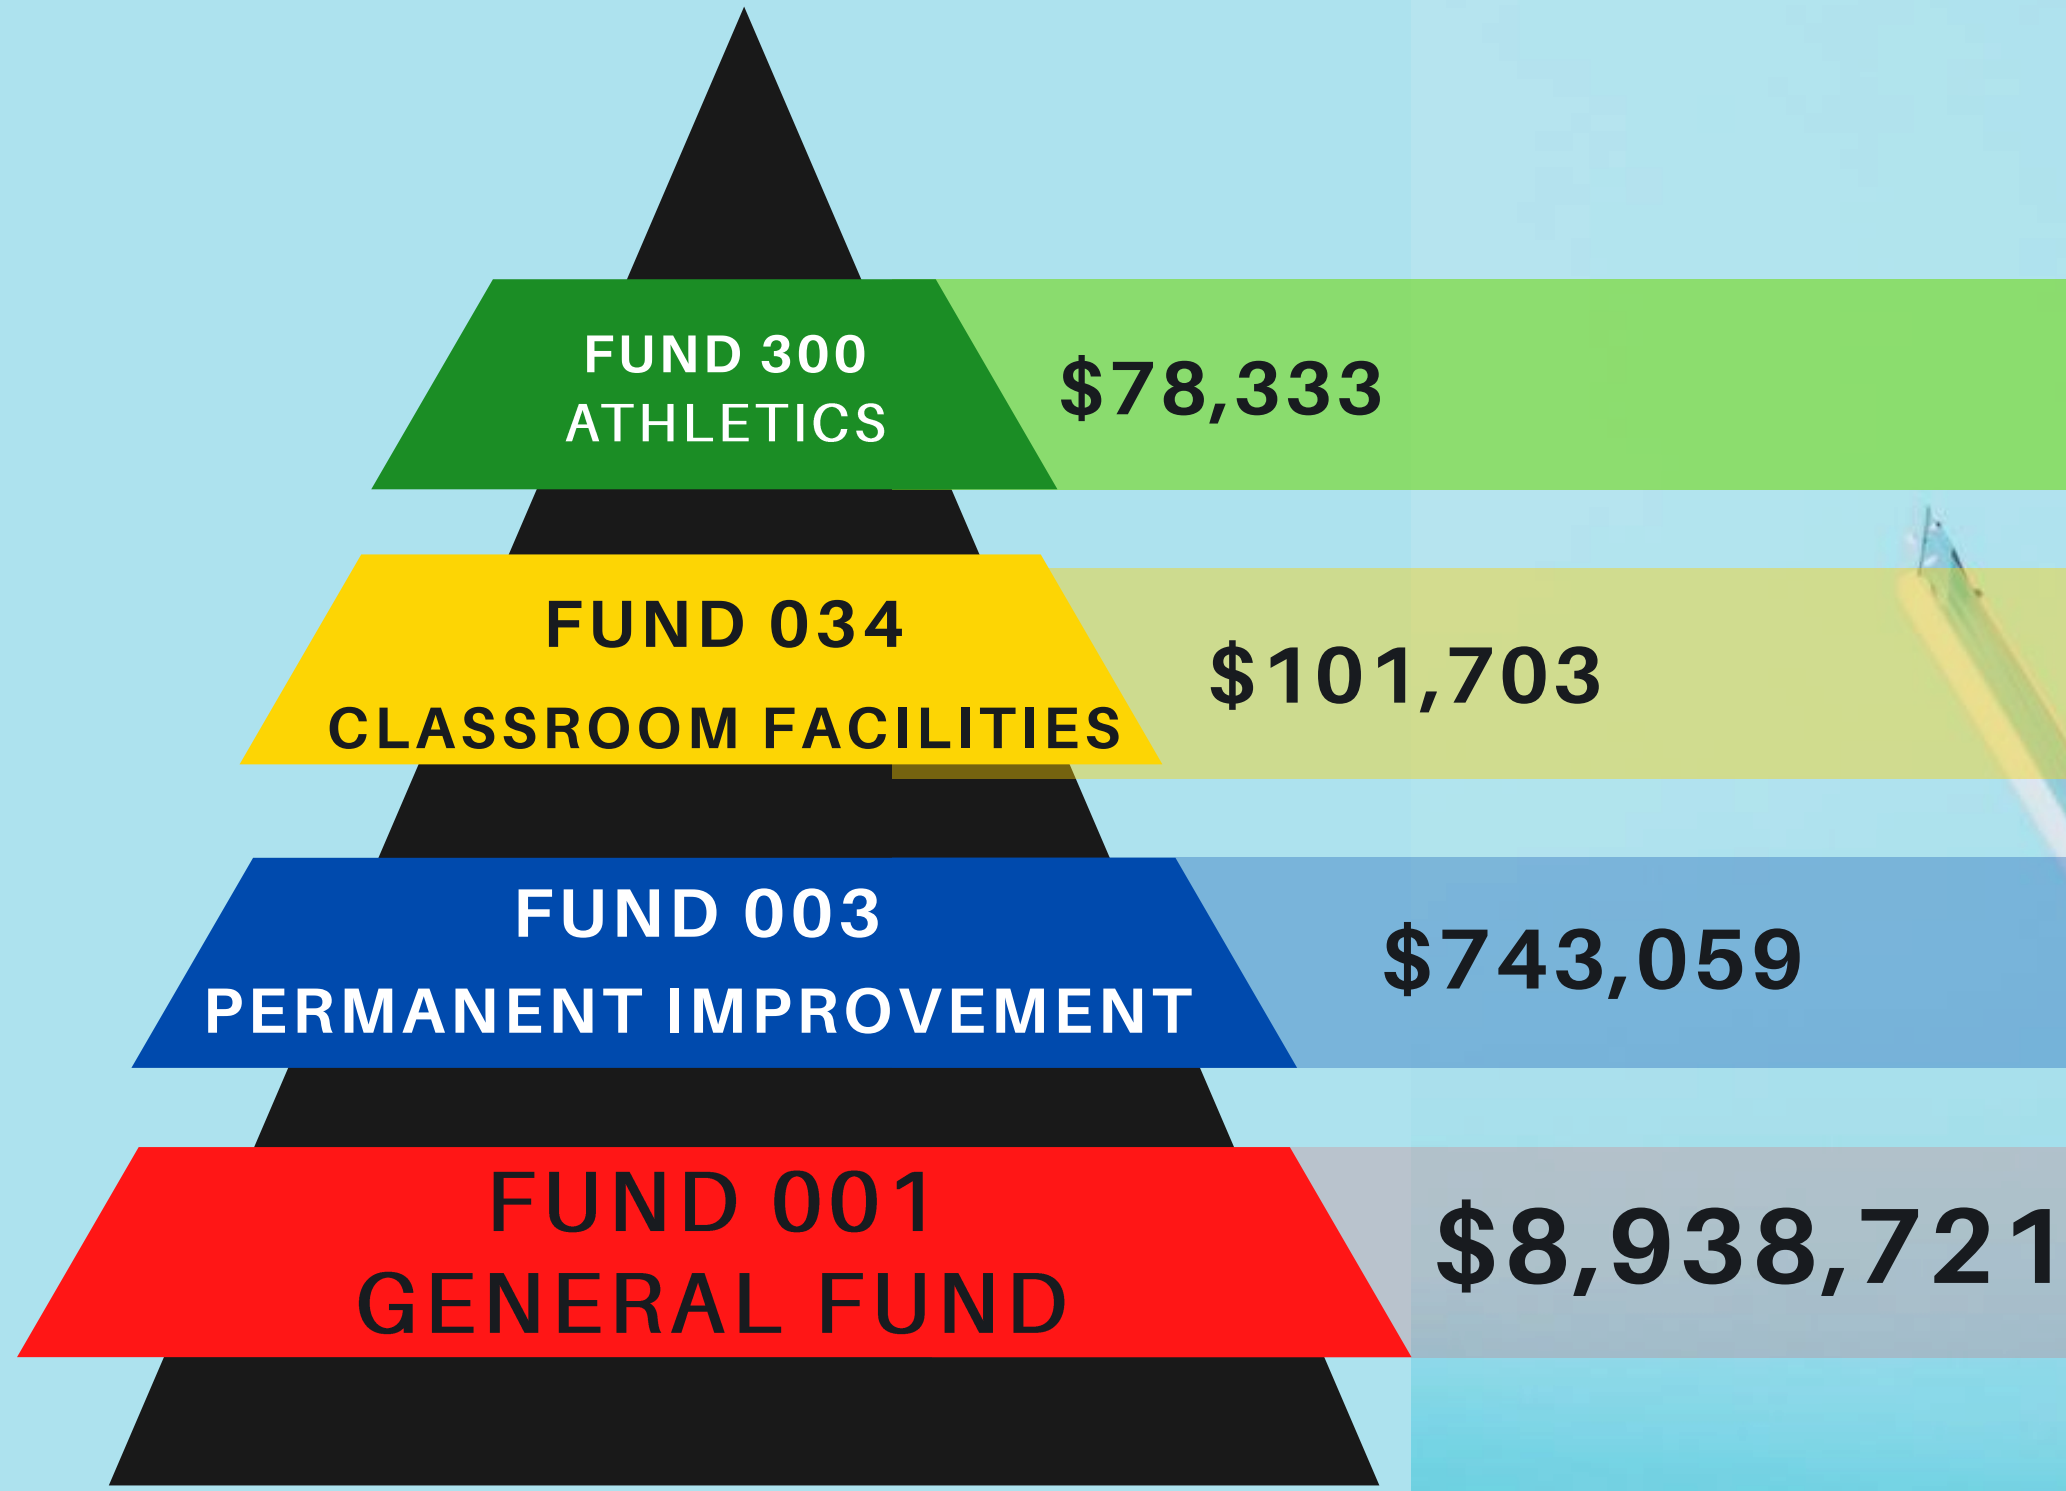 FUND 300
ATHLETICS
$78,333
FUND 034
CLASSROOM FACILITIES
$101,703
FUND 003
PERMANENT IMPROVEMENT
$743,059
FUND 001
GENERAL FUND
$8,938,721